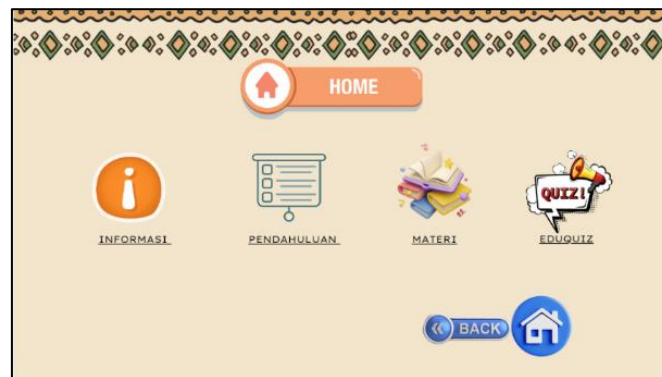 HOME
INFORMASI
PENDAHULUAN
MATERI
QUIZ!
EDUQUIZ
BACK